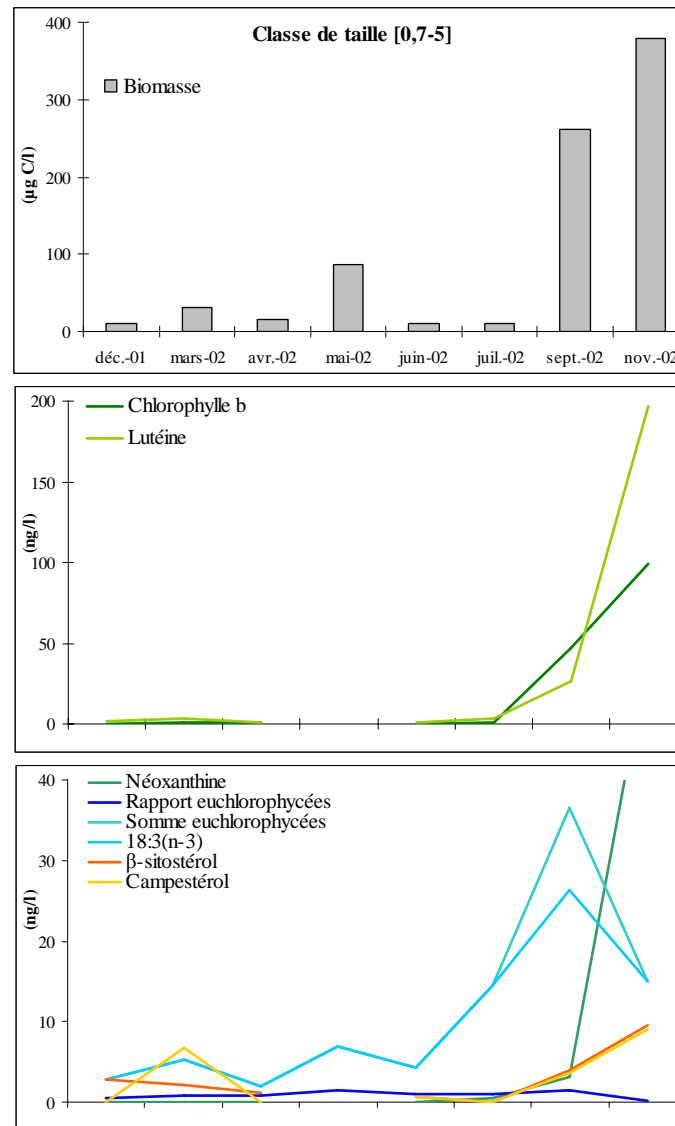 Classe de taille [0,7-5]
Biomasse
(µg C/l)
400
300
400
200
100
0
déc.-01 mars-02 avr.-02 mai-02 juin-02 juil.-02 sept.-02 nov.-02
Chlorophylle b
Lutéine
(ng/l)
200
150
100
50
0
Néoxanthine
Rapport euchlorophycées
Somme euchlorophycées
18:3(n-3)
β-sitostérol
Campestérol
(ng/l)
40
30
20
10
0